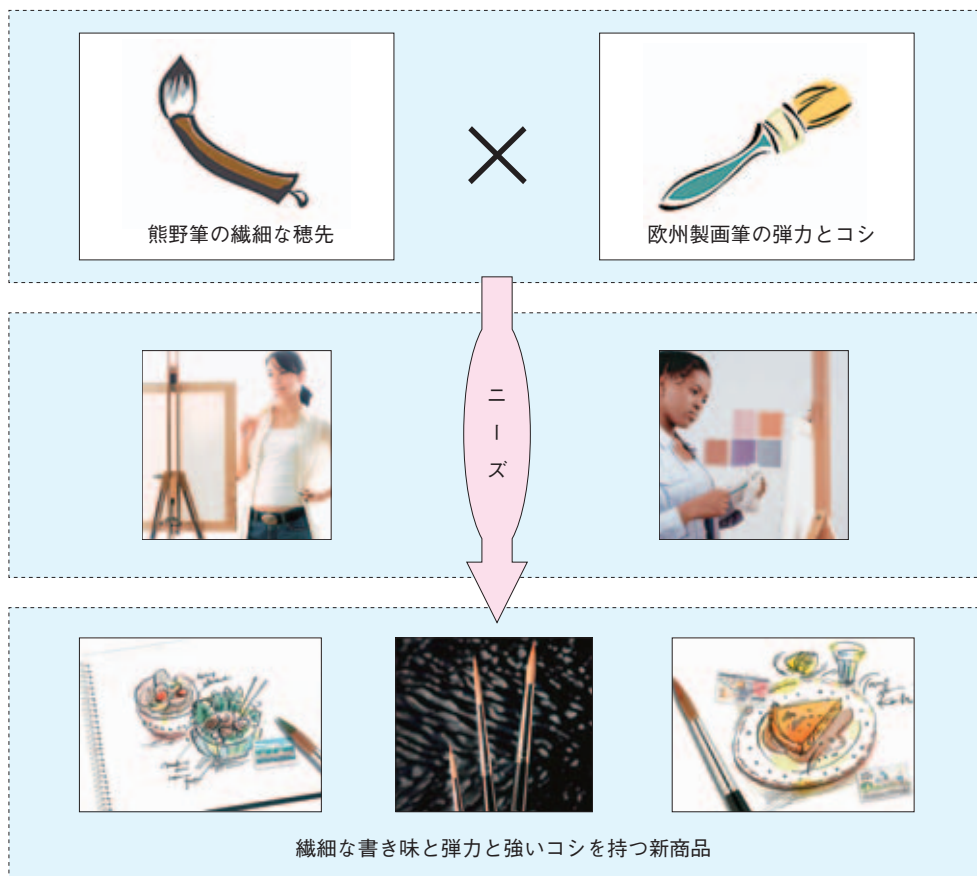 熊野筆の繊細な穂先
欧州製画筆の弾力とコシ
ニーズ
繊細な書き味と弾力と強いコシを持つ新商品